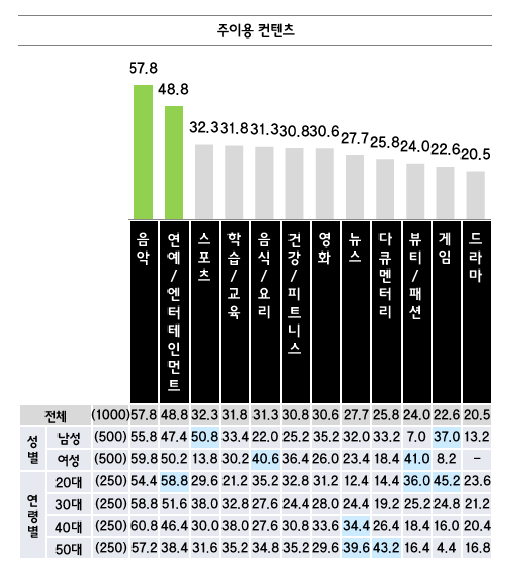 주이용 컨텐츠
57.8
48.8
32.3 31.8 31.3 30.8 30.6 27.7 25.8 24.0 22.6 20.5
음악 연예/엔터테인먼트 스포츠 학습/교육 음식/요리 건강/피트니스 영화 뉴스 다큐멘터리 뷰티/패션 게임 드라마
전체 (1000) 57.8 48.8 32.3 31.8 31.3 30.8 30.6 27.7 25.8 24.0 22.6 20.5
성별
남성 (500) 55.8 47.4 50.8 33.4 22.0 25.2 35.2 32.0 33.2 7.0 37.0 13.2
여성 (500) 59.8 50.2 13.8 30.2 40.6 36.4 26.0 23.4 18.4 41.0 8.2 -
연령별
20대 (250) 54.4 58.8 29.6 21.2 35.2 32.8 31.2 12.4 14.4 36.0 45.2 23.6
30대 (250) 58.8 51.6 38.0 32.8 27.6 24.4 28.0 24.4 19.2 25.2 24.8 21.2
40대 (250) 60.8 46.4 30.0 38.0 27.6 30.8 33.6 34.4 26.4 18.4 16.0 20.4
50대 (250) 57.2 38.4 31.6 35.2 34.8 35.2 29.6 39.6 43.2 16.4 4.4 16.8